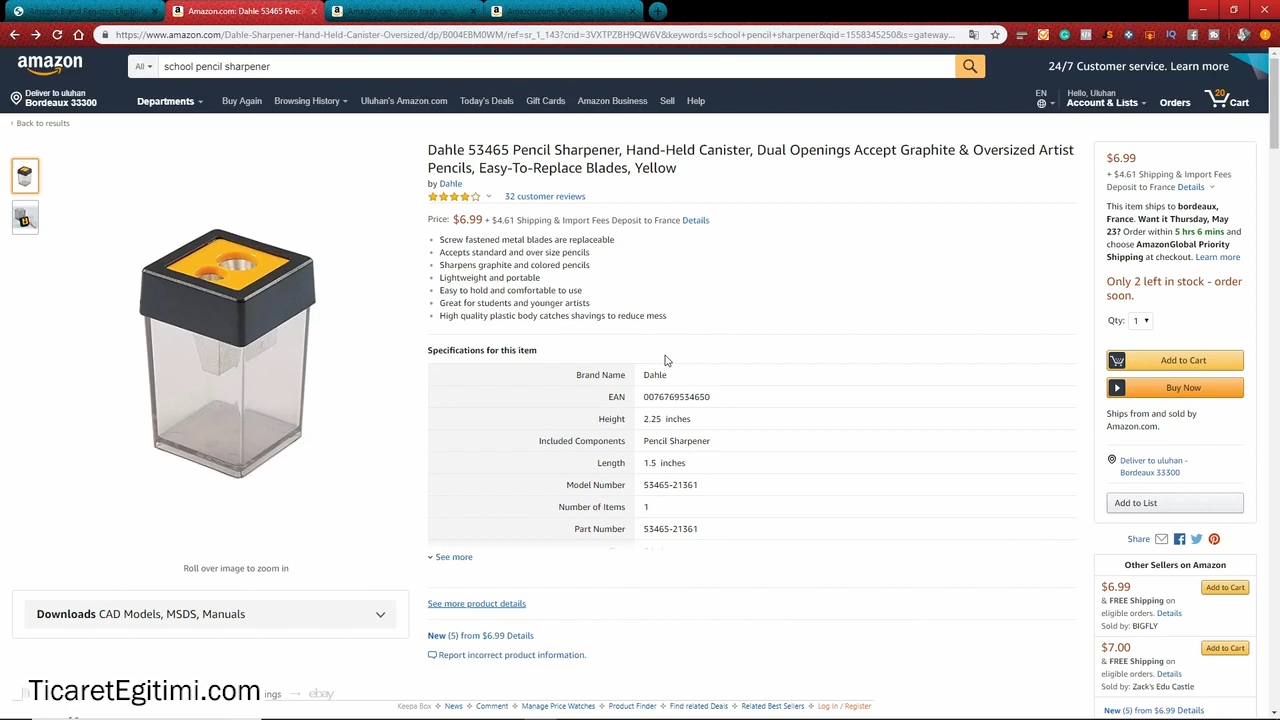 Amazon Brand Registry Eligibili
Amazon.com: Dahle 53465 Penc
Amazon.com: office trash can
Amazon.com: SkyGenius 10 x 50
https://www.amazon.com/Dahle-Sharpener-Hand-Held-Canister-Oversized/dp/B004EBM0WM/ref=sr_1_143?crid=3VXTPZBH9QW6V&keywords=school+pencil+sharpener&qid=1558345250&s=gateway...
amazon
All
school pencil sharpener
24/7 Customer service. Learn more
Deliver to uluhan
Bordeaux 33300
Departments
Buy Again
Browsing History
Uluhan's Amazon.com
Today's Deals
Gift Cards
Amazon Business
Sell
Help
EN
Hello, Uluhan
Account & Lists
Orders
20
Cart
‹ Back to results
Dahle 53465 Pencil Sharpener, Hand-Held Canister, Dual Openings Accept Graphite & Oversized Artist
Pencils, Easy-To-Replace Blades, Yellow
by Dahle
32 customer reviews
Price: $6.99 + $4.61 Shipping & Import Fees Deposit to France Details
Screw fastened metal blades are replaceable
Accepts standard and over size pencils
Sharpens graphite and colored pencils
Lightweight and portable
Easy to hold and comfortable to use
Great for students and younger artists
High quality plastic body catches shavings to reduce mess
Specifications for this item
Brand Name Dahle
EAN 0076769534650
Height 2.25 inches
Included Components Pencil Sharpener
Length 1.5 inches
Model Number 53465-21361
Number of Items 1
Part Number 53465-21361
See more
See more product details
New (5) from $6.99 Details
Report incorrect product information.
Roll over image to zoom in
Downloads CAD Models, MSDS, Manuals
$6.99
+ $4.61 Shipping & Import Fees
Deposit to France Details
This item ships to bordeaux,
France. Want it Thursday, May
23? Order within 5 hrs 6 mins and
choose AmazonGlobal Priority
Shipping at checkout. Learn more
Only 2 left in stock - order
soon.
Qty: 1
Add to Cart
Buy Now
Ships from and sold by
Amazon.com.
Deliver to uluhan -
Bordeaux 33300
Add to List
Share
Other Sellers on Amazon
$6.99
Add to Cart
& FREE Shipping on
eligible orders. Details
Sold by: BIGFLY
$7.00
Add to Cart
& FREE Shipping on
eligible orders. Details
Sold by: Zack's Edu Castle
New (5) from $6.99 Details
TicaretEgitimi.com
ings → ebay
Keepa Box
News
Comment
Manage Price Watches
Product Finder
Find related Deals
Related Best Sellers
Log In / Register